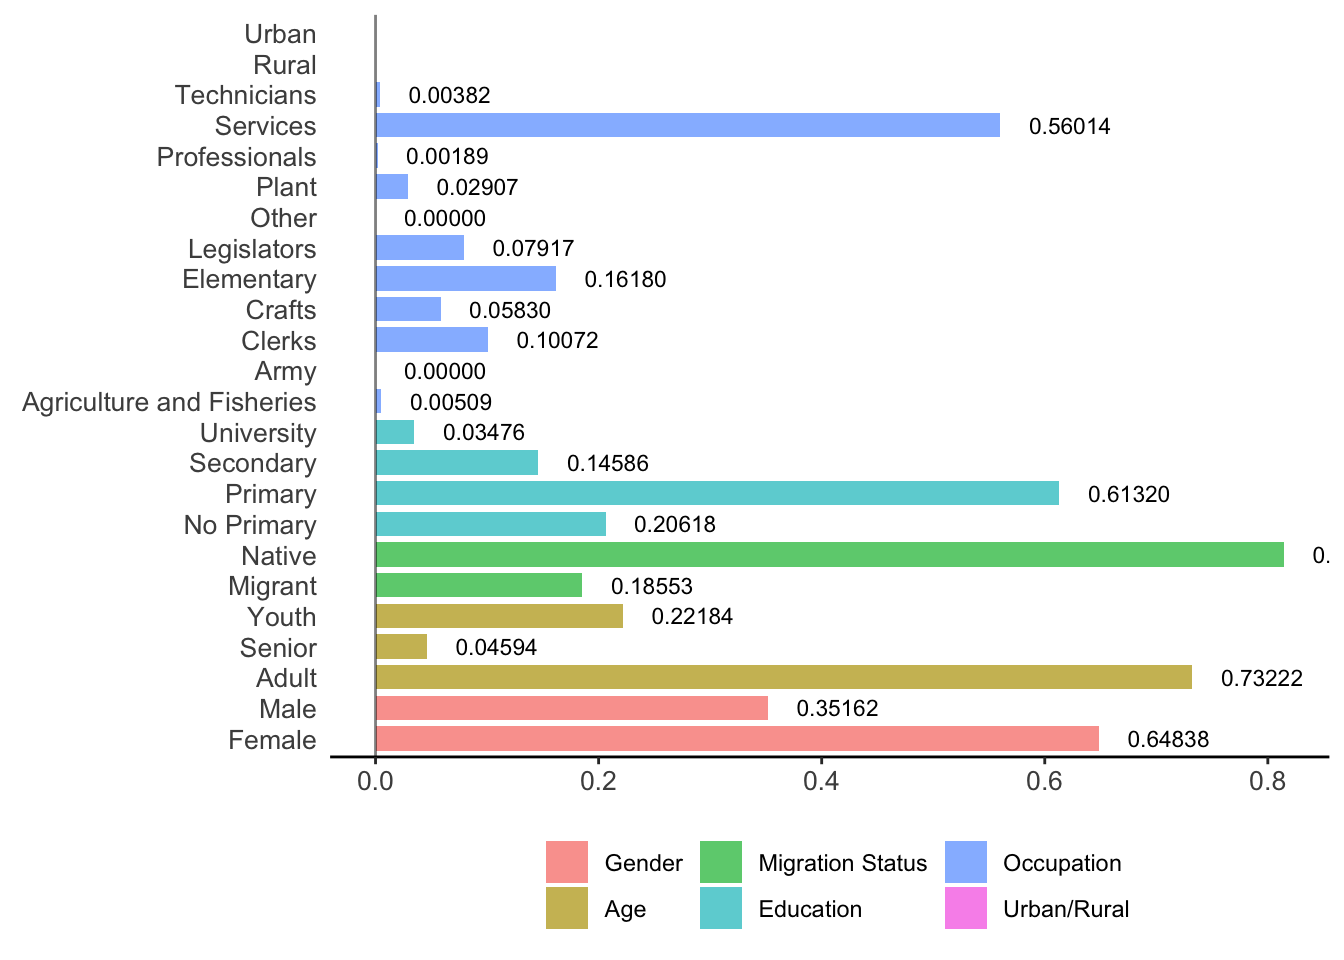 Urban
Rural
Technicians 0.00382
Services 0.56014
Professionals 0.00189
Plant 0.02907
Other 0.00000
Legislators 0.07917
Elementary 0.16180
Crafts 0.05830
Clerks 0.10072
Army 0.00000
Agriculture and Fisheries 0.00509
University 0.03476
Secondary 0.14586
Primary 0.61320
No Primary 0.20618
Native 0.
Migrant 0.18553
Youth 0.22184
Senior 0.04594
Adult 0.73222
Male 0.35162
Female 0.64838
0.0 0.2 0.4 0.6 0.8
Gender Migration Status Occupation
Age Education Urban/Rural